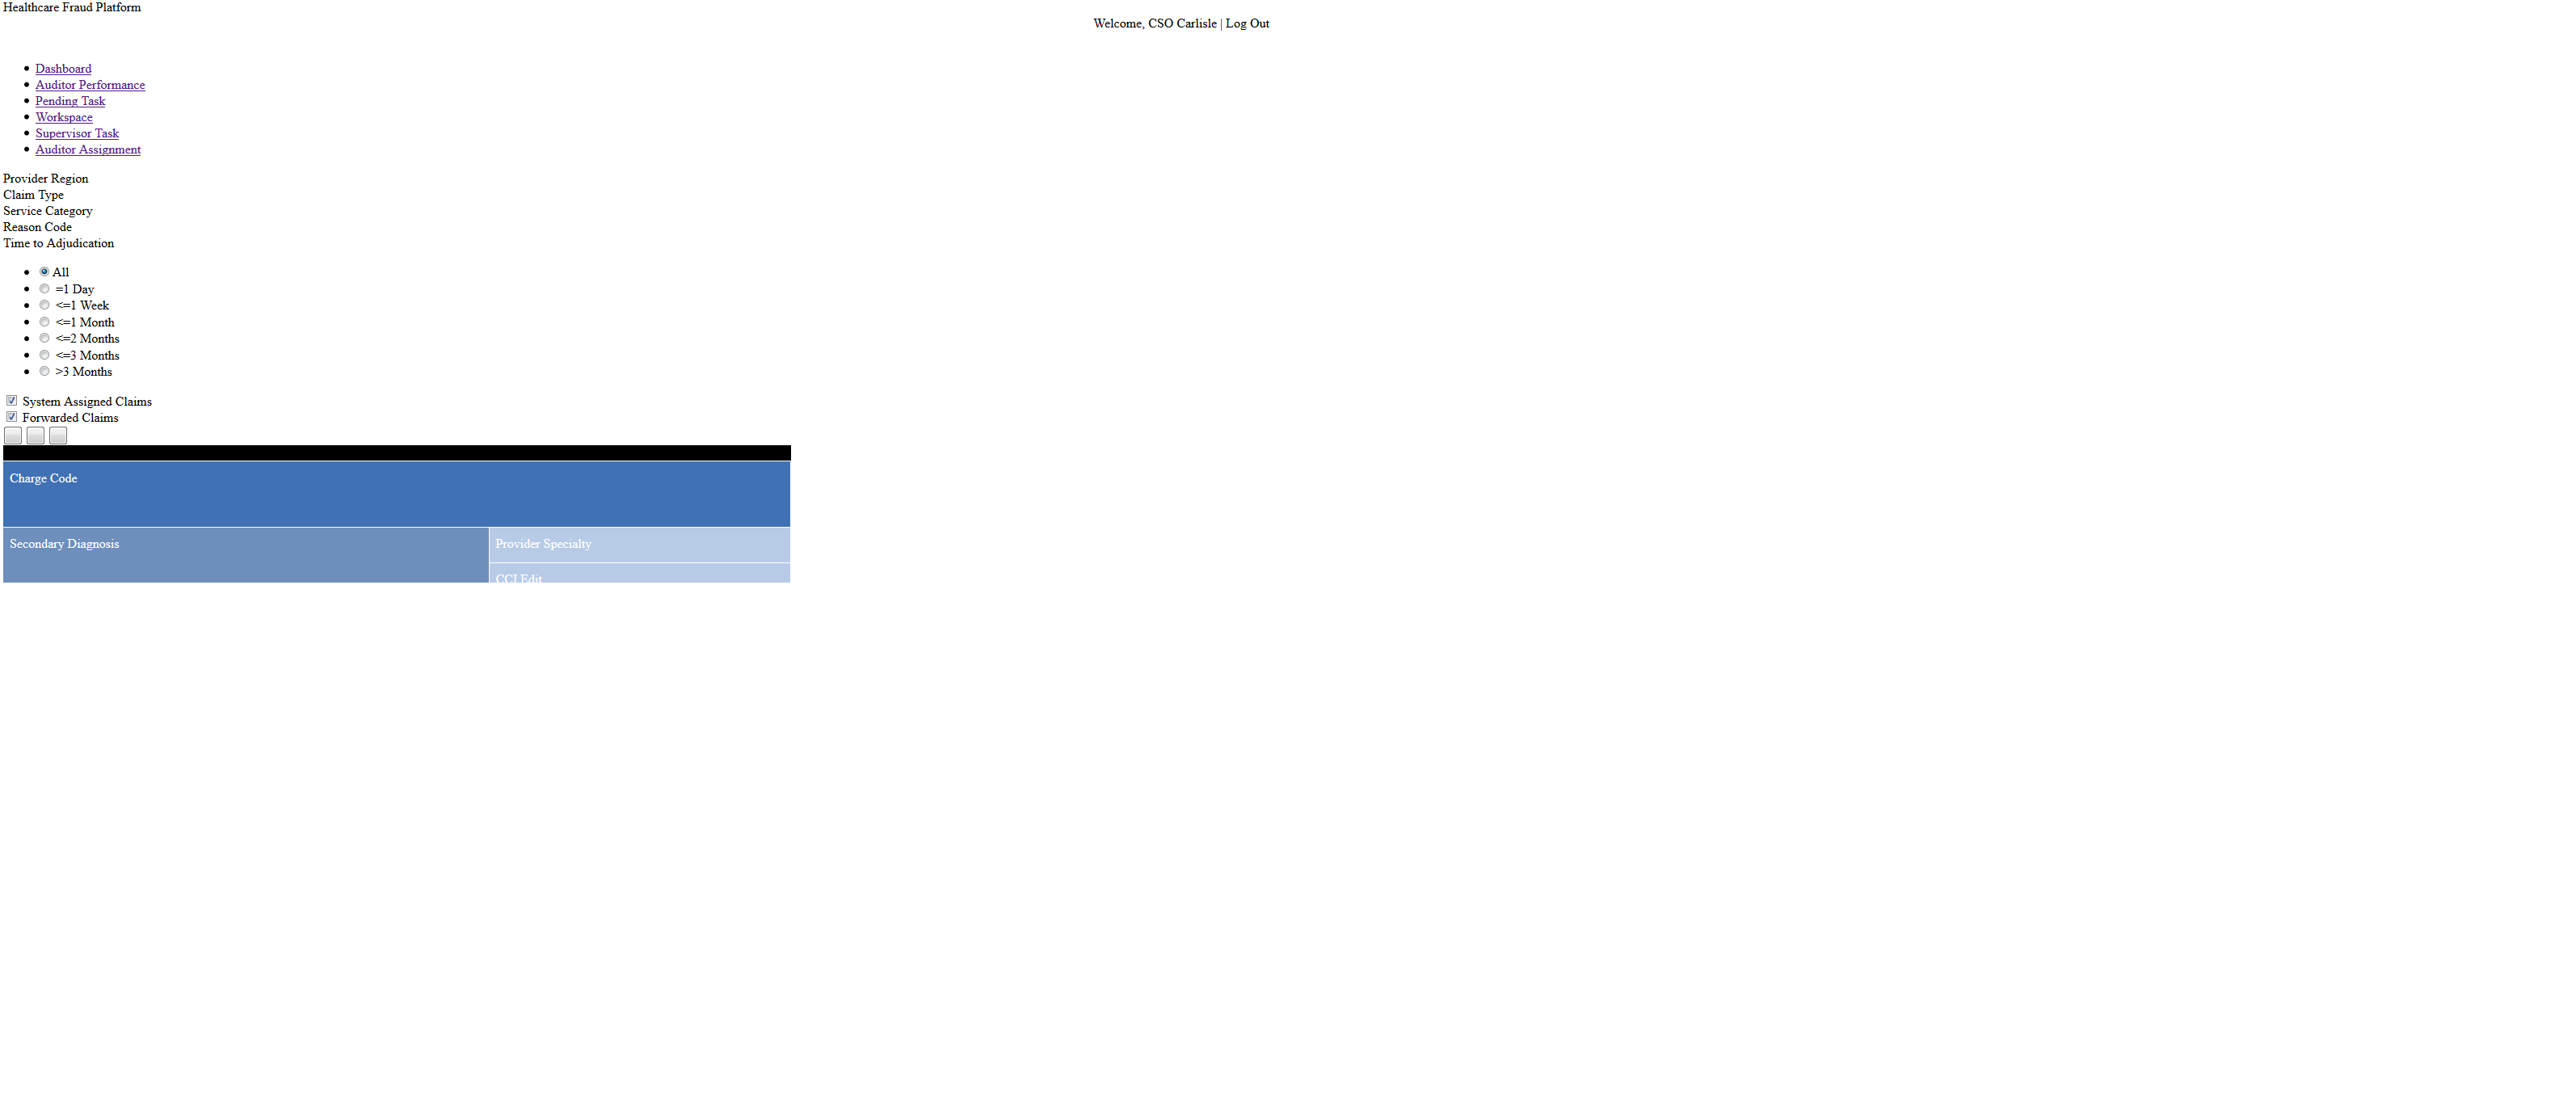 Healthcare Fraud Platform
Welcome, CSO Carlisle | Log Out
Dashboard
Auditor Performance
Pending Task
Workspace
Supervisor Task
Auditor Assignment
Provider Region
Claim Type
Service Category
Reason Code
Time to Adjudication
All
=1 Day
<=1 Week
<=1 Month
<=2 Months
<=3 Months
>3 Months
System Assigned Claims
Forwarded Claims
Charge Code
Secondary Diagnosis
Provider Specialty
CCI Edit